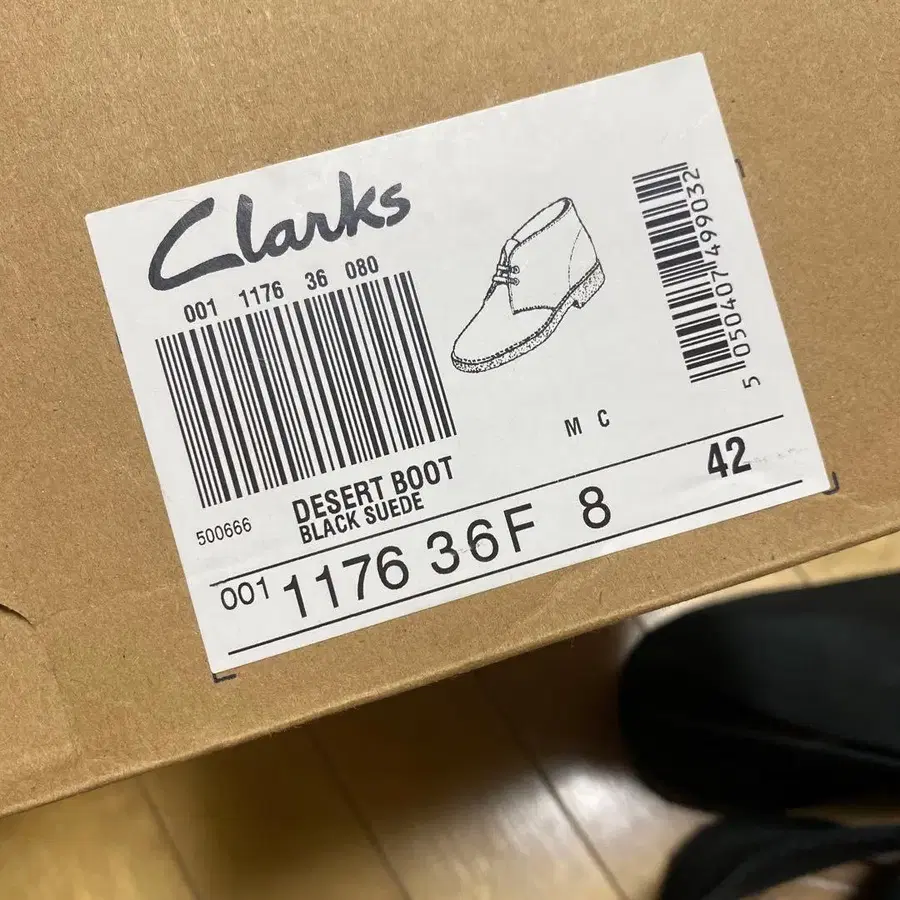 Clarks
001 1176 36 080
5 050407 499032
M C
500666
DESERT BOOT
BLACK SUEDE
42
001 1176 36F 8